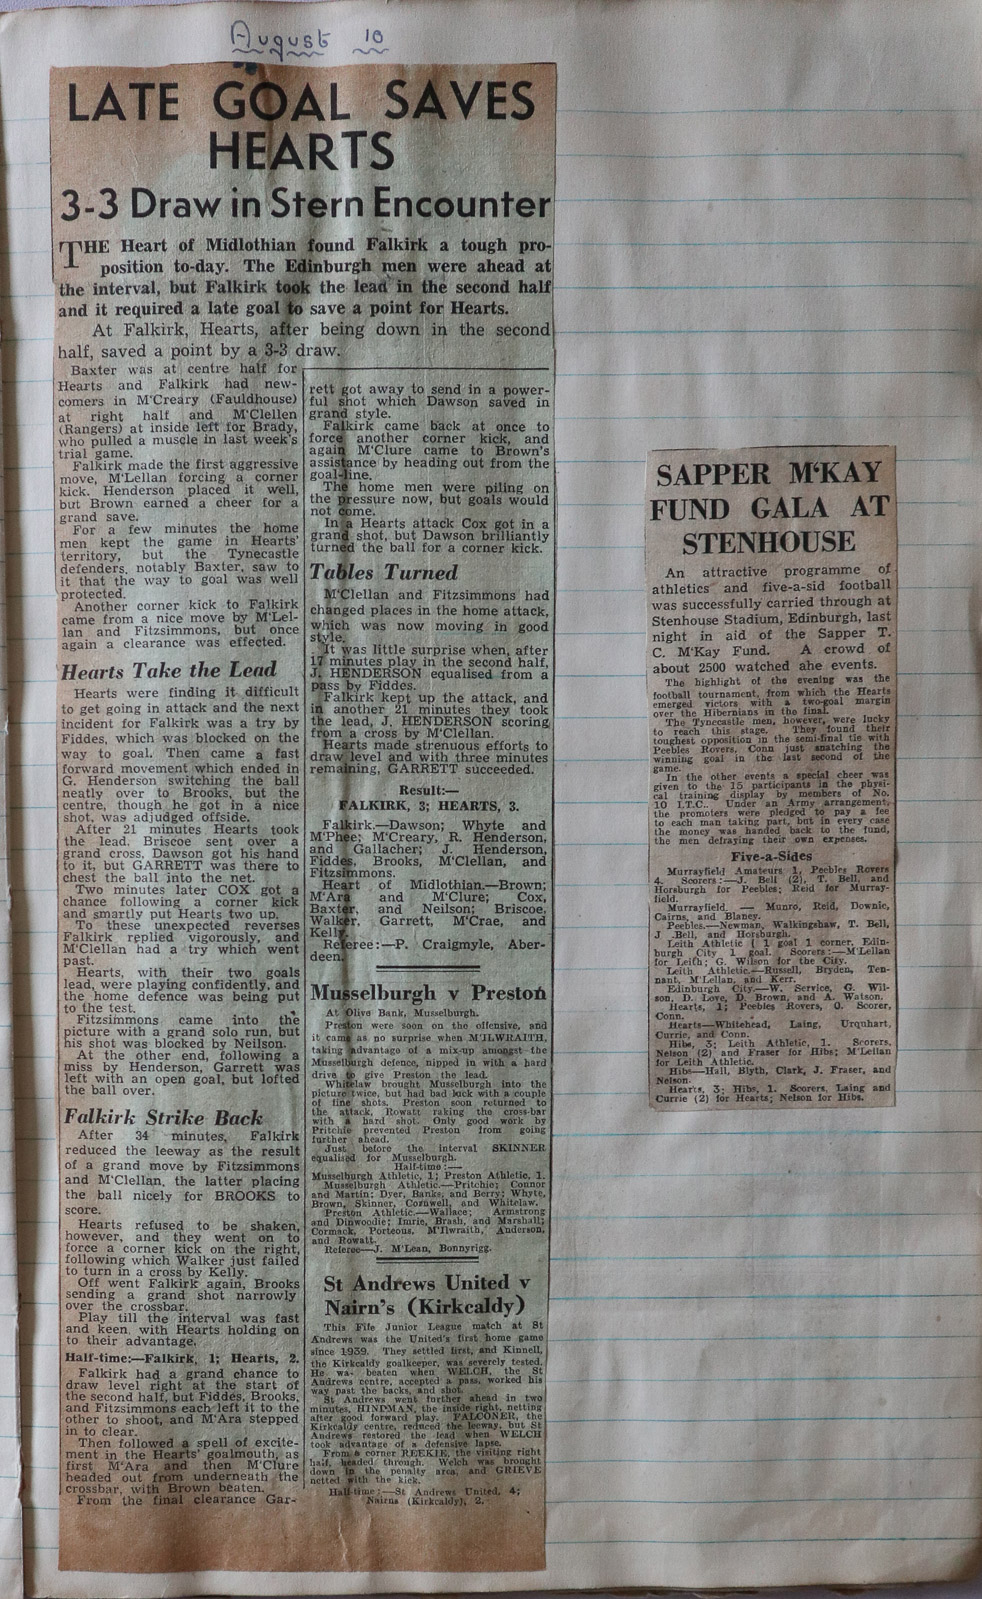 August 10
LATE GOAL SAVES
HEARTS
3-3 Draw in Stern Encounter
THE Heart of Midlothian found Falkirk a tough pro-
position to-day. The Edinburgh men were ahead at
the interval, but Falkirk took the lead in the second half
and it required a late goal to save a point for Hearts.
At Falkirk, Hearts, after being down in the second
half, saved a point by a 3-3 draw.
Baxter was at centre half for
Hearts and Falkirk had new-
comers in M'Creary (Fauldhouse)
at right half and M'Clellen
(Rangers) at inside left for Brady,
who pulled a muscle in last week's
trial game.
Falkirk made the first aggressive
move, M'Lellan forcing a corner
kick. Henderson placed it well,
but Brown earned a cheer for a
grand save.
For a few minutes the home
men kept the game in Hearts'
territory, but the Tynecastle
defenders, notably Baxter, saw to
it that the way to goal was well
protected.
Another corner kick to Falkirk
came from a nice move by M'Lel-
lan and Fitzsimmons, but once
again a clearance was effected.
Hearts Take the Lead
Hearts were finding it difficult
to get going in attack and the next
incident for Falkirk was a try by
Fiddes, which was blocked on the
way to goal. Then came a fast
forward movement which ended in
G. Henderson switching the ball
neatly over to Brooks, but the
centre, though he got in a nice
shot, was adjudged offside.
After 21 minutes Hearts took
the lead. Briscoe sent over a
grand cross, Dawson got his hand
to it, but GARRETT was there to
chest the ball into the net.
Two minutes later COX got a
chance following a corner kick
and smartly put Hearts two up.
To these unexpected reverses
Falkirk replied vigorously, and
M'Clellan had a try which went
past.
Hearts, with their two goals
lead, were playing confidently, and
the home defence was being put
to the test.
Fitzsimmons came into the
picture with a grand solo run, but
his shot was blocked by Neilson.
At the other end, following a
miss by Henderson, Garrett was
left with an open goal, but lofted
the ball over.
Falkirk Strike Back
After 34 minutes, Falkirk
reduced the leeway as the result
of a grand move by Fitzsimmons
and M'Clellan, the latter placing
the ball nicely for BROOKS to
score.
Hearts refused to be shaken,
however, and they went on to
force a corner kick on the right,
following which Walker just failed
to turn in a cross by Kelly.
Off went Falkirk again, Brooks
sending a grand shot narrowly
over the crossbar.
Play till the interval was fast
and keen, with Hearts holding on
to their advantage.
Half-time:—Falkirk, 1; Hearts, 2.
Falkirk had a grand chance to
draw level right at the start of
the second half, but Fiddes, Brooks,
and Fitzsimmons each left it to the
other to shoot, and M'Ara stepped
in to clear.
Then followed a spell of excite-
ment in the Hearts' goalmouth, as
first M'Ara and then M'Clure
headed out from underneath the
crossbar, with Brown beaten.
From the final clearance Gar-
rett got away to send in a power-
ful shot which Dawson saved in
grand style.
Falkirk came back at once to
force another corner kick, and
again M'Clure came to Brown's
assistance by heading out from the
goal-line.
The home men were piling on
the pressure now, but goals would
not come.
In a Hearts attack Cox got in a
grand shot, but Dawson brilliantly
turned the ball for a corner kick.
Tables Turned
M'Clellan and Fitzsimmons had
changed places in the home attack,
which was now moving in good
style.
It was little surprise when, after
17 minutes play in the second half,
J. HENDERSON equalised from a
pass by Fiddes.
Falkirk kept up the attack, and
in another 21 minutes they took
the lead, J. HENDERSON scoring
from a cross by M'Clellan.
Hearts made strenuous efforts to
draw level and with three minutes
remaining, GARRETT succeeded.
Result:—
FALKIRK, 3; HEARTS, 3.
Falkirk.—Dawson; Whyte and
M'Phee; M'Creary, R. Henderson,
and Gallacher; J. Henderson,
Fiddes, Brooks, M'Clellan, and
Fitzsimmons.
Heart of Midlothian.—Brown;
M'Ara and M'Clure; Cox,
Baxter, and Neilson; Briscoe,
Walker, Garrett, M'Crae, and
Kelly.
Referee:—P. Craigmyle, Aber-
deen.
Musselburgh v Preston
At Olive Bank, Musselburgh.
Preston were soon on the offensive, and
it came as no surprise when M'ILWRAITH,
taking advantage of a mix-up amongst the
Musselburgh defence, nipped in with a hard
drive to give Preston the lead.
Whitelaw brought Musselburgh into the
picture twice, but had bad luck with a couple
of fine shots. Preston soon returned to
the attack, Rowatt raking the cross-bar
with a hard shot. Only good work by
Pritchie prevented Preston from going
further ahead.
Just before the interval SKINNER
equalised for Musselburgh.
Half-time:—
Musselburgh Athletic, 1; Preston Athletic, 1.
Musselburgh Athletic.—Pritchie; Connor
and Martin; Dyer, Banks, and Berry; Whyte,
Brown, Skinner, Cornwell, and Whitelaw.
Preston Athletic.—Wallace; Armstrong
and Dinwoodie; Imrie, Brash, and Marshall;
Cormack, Porteous, M'Ilwraith, Anderson,
and Rowatt.
Referee—J. M'Lean, Bonnyrigg.
St Andrews United v
Nairn's (Kirkcaldy)
This Fife Junior League match at St
Andrews was the United's first home game
since 1939. They settled first, and Kinnell,
the Kirkcaldy goalkeeper, was severely tested.
He wa- beaten when WELCH, the St
Andrews centre, accepted a pass, worked his
way past the backs, and shot.
St Andrews went further ahead in two
minutes, HINDMAN, the inside right, netting
after good forward play. FALCONER, the
Kirkcaldy centre, reduced the leeway, but St
Andrews restored the lead when WELCH
took advantage of a defensive lapse.
From a corner REEKIE, the visiting right
half, headed through. Welch was brought
down in the penalty area, and GRIEVE
netted with the kick.
Half-time:—St Andrews United, 4;
Nairns (Kirkcaldy), 2.
SAPPER M'KAY
FUND GALA AT
STENHOUSE
An attractive programme of
athletics and five-a-sid football
was successfully carried through at
Stenhouse Stadium, Edinburgh, last
night in aid of the Sapper T.
C. M'Kay Fund. A crowd of
about 2500 watched ahe events.
The highlight of the evening was the
football tournament, from which the Hearts
emerged victors with a two-goal margin
over the Hibernians in the final.
The Tynecastle men, however, were lucky
to reach this stage. They found their
toughest opposition in the semi-final tie with
Peebles Rovers, Conn just snatching the
winning goal in the last second of the
game.
In the other events a special cheer was
given to the 15 participants in the physi-
cal training display by members of No.
10 I.T.C.. Under an Army arrangement,
the promoters were pledged to pay a fee
to each man taking part, but in every case
the money was handed back to the fund,
the men defraying their own expenses.
Five-a-Sides
Murrayfield Amateurs 1, Peebles Rovers
4. Scorers:—J. Bell (2), T. Bell, and
Horsburgh for Peebles; Reid for Murray-
field.
Murrayfield — Munro, Reid, Downie,
Cairns, and Blaney.
Peebles.—Newman, Walkingshaw, T. Bell,
J Bell, and Horsburgh.
Leith Athletic ( 1 goal 1 corner, Edin-
burgh City 1 goal. Scorers:—M'Lellan
for Leith; G. Wilson for the City.
Leith Athletic.—Russell, Bryden, Ten-
nant, M'Lellan, and Kerr.
Edinburgh City.—W. Service, G. Wil-
son, D. Love, D. Brown, and A. Watson.
Hearts, 1; Peebles Rovers, 0. Scorer,
Conn.
Hearts—Whitehead, Laing, Urquhart,
Currie, and Conn.
Hibs, 3; Leith Athletic, 1. Scorers,
Nelson (2) and Fraser for Hibs; M'Lellan
for Leith Athletic.
Hibs—Hall, Blyth, Clark, J. Fraser, and
Nelson.
Hearts, 3; Hibs, 1. Scorers, Laing and
Currie (2) for Hearts; Nelson for Hibs.